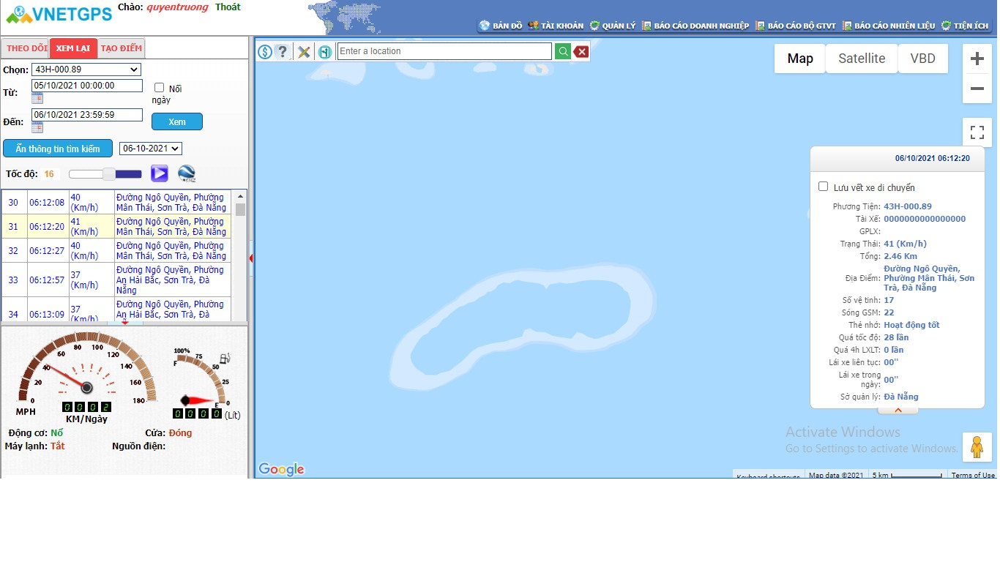 VNETGPS
Chào: quyentruong Thoát
BẢN ĐỒ TÀI KHOẢN QUẢN LÝ BÁO CÁO DOANH NGHIỆP BÁO CÁO BỘ GTVT BÁO CÁO NHIÊN LIỆU TIỆN ÍCH
THEO DÕI XEM LẠI TẠO ĐIỂM
Chọn: 43H-000.89
Từ: 05/10/2021 00:00:00
Nối
ngày
Đến: 06/10/2021 23:59:59
Xem
Ẩn thông tin tìm kiếm 06-10-2021
Tốc độ: 16
KMZ
30 06:12:08 40
(Km/h)
Đường Ngô Quyền, Phường
Mân Thái, Sơn Trà, Đà Nẵng
31 06:12:20 41
(Km/h)
Đường Ngô Quyền, Phường
Mân Thái, Sơn Trà, Đà Nẵng
32 06:12:27 40
(Km/h)
Đường Ngô Quyền, Phường
Mân Thái, Sơn Trà, Đà Nẵng
33 06:12:57 37
(Km/h)
Đường Ngô Quyền, Phường
An Hải Bắc, Sơn Trà, Đà
Nẵng
34 06:13:09 37
(Km/h)
Đường Ngô Quyền, Phường
An Hải Bắc, Sơn Trà, Đà
0 20 40 60 80 100 120 140 160 180
MPH
0 0 0 2
KM/Ngày
100% 75 50 25 0
F E
0 0 0 0 (Lít)
Động cơ: Nổ Cửa: Đóng
Máy lạnh: Tắt Nguồn điện:
Enter a location
Map Satellite VBD
06/10/2021 06:12:20
Lưu vết xe di chuyển
Phương Tiện: 43H-000.89
Tài Xế: 0000000000000000
GPLX:
Trạng Thái: 41 (Km/h)
Tổng: 2.46 Km
Địa Điểm: Đường Ngô Quyền,
Phường Mân Thái, Sơn
Trà, Đà Nẵng
Số vệ tinh: 17
Sóng GSM: 22
Thẻ nhớ: Hoạt động tốt
Quá tốc độ: 28 lần
Quá 4h LXLT: 0 lần
Lái xe liên tục: 00''
Lái xe trong
ngày: 00''
Sở quản lý: Đà Nẵng
Activate Windows
Go to Settings to activate Windows.
Google
Keyboard shortcuts Map data ©2021 5 km Terms of Use